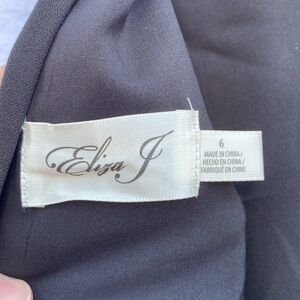 Eliza J
6
MADE IN CHINA/
HECHO EN CHINA/
FABRIQUÉ EN CHINE